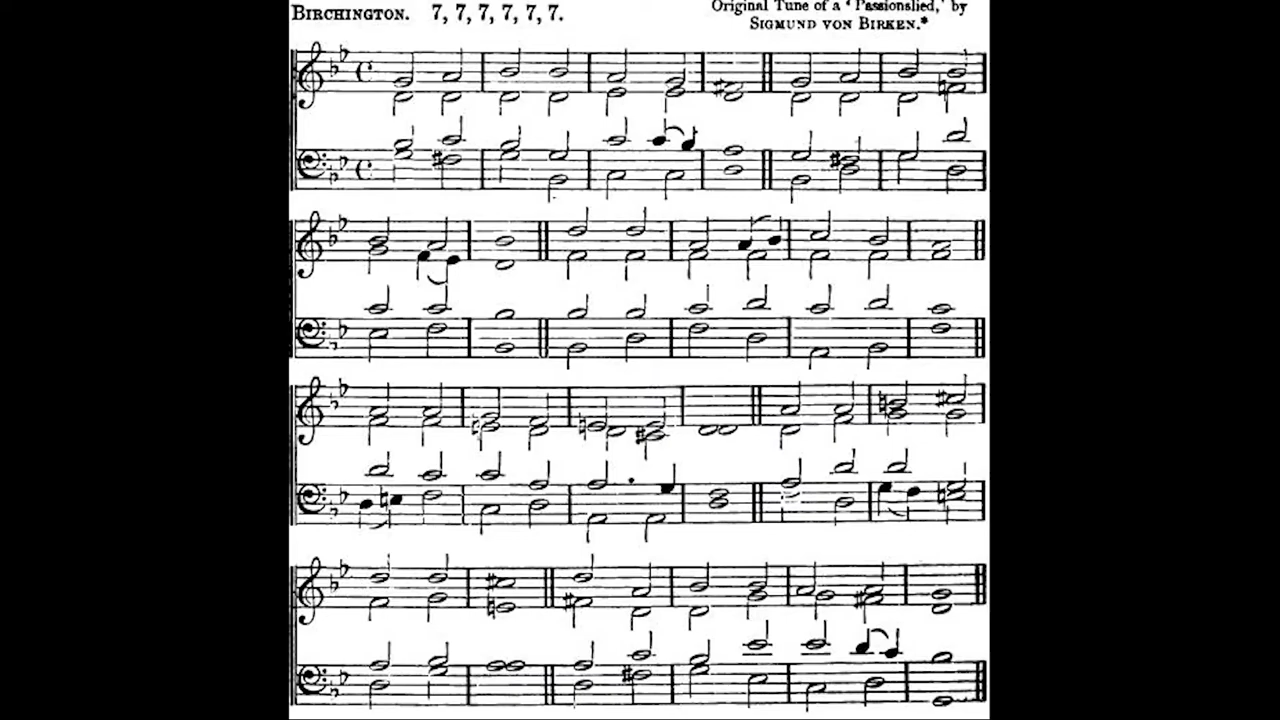 BIRCHINGTON. 7, 7, 7, 7, 7, 7.
Original Tune of a ‘Passionslied,’ by
SIGMUND VON BIRKEN.*